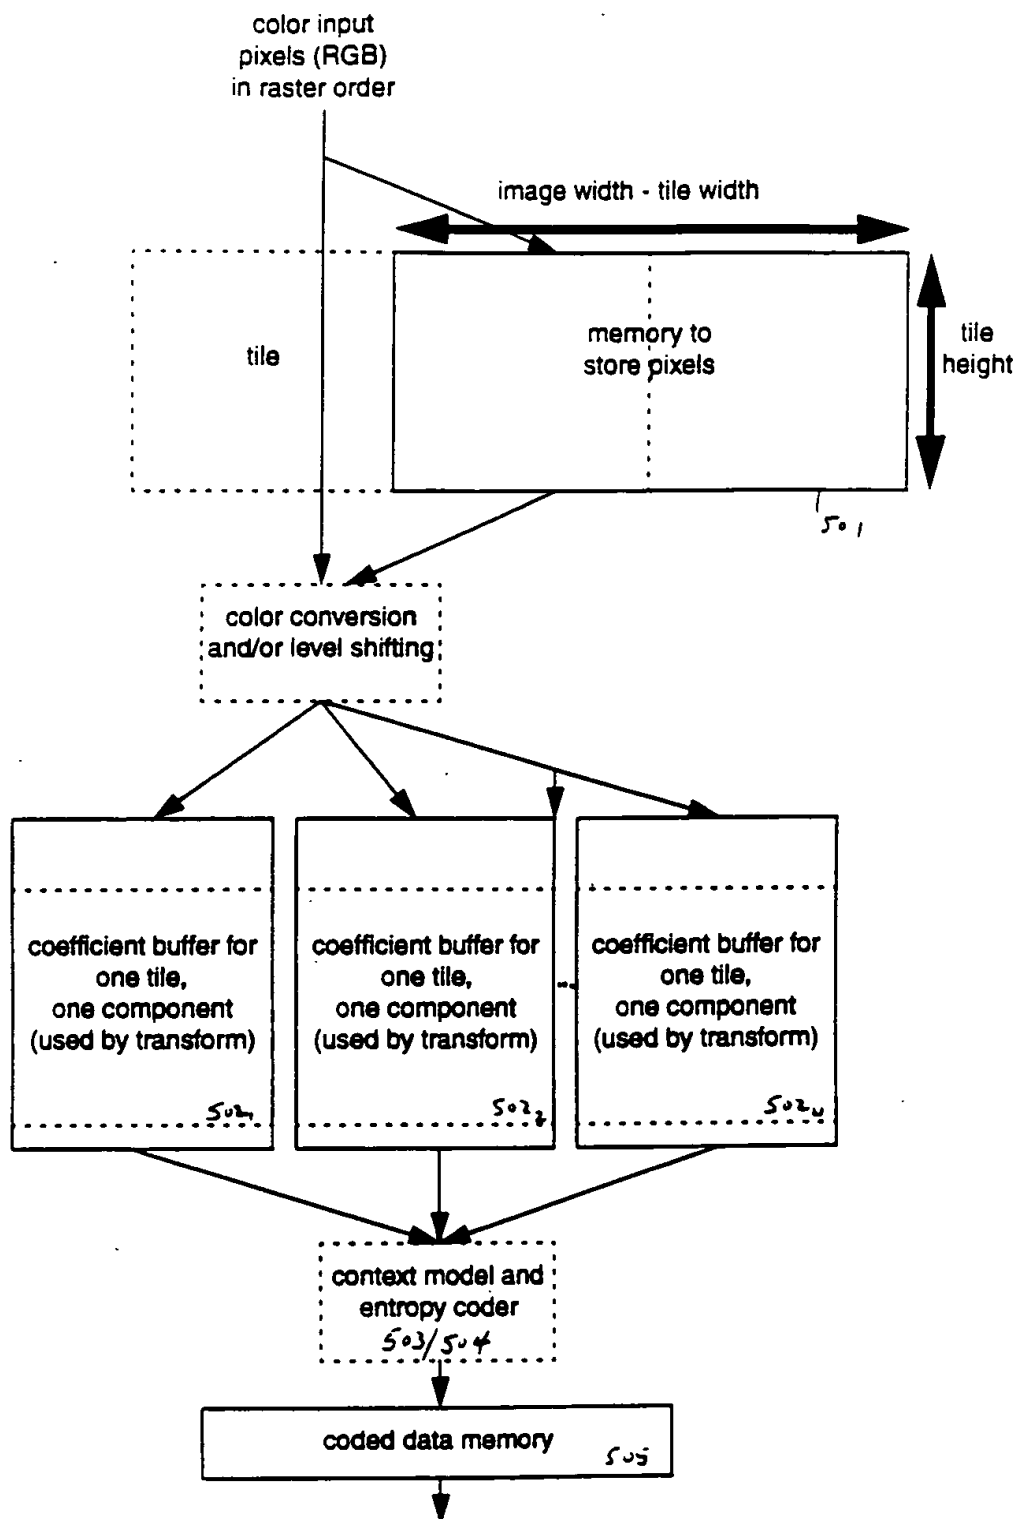 color input
pixels (RGB)
in raster order
image width - tile width
tile
memory to
store pixels
tile
height
501
color conversion
and/or level shifting
coefficient buffer for
one tile,
one component
(used by transform)
502₁
coefficient buffer for
one tile,
one component
(used by transform)
502₂
coefficient buffer for
one tile,
one component
(used by transform)
502
context model and
entropy coder
503/504
coded data memory
505